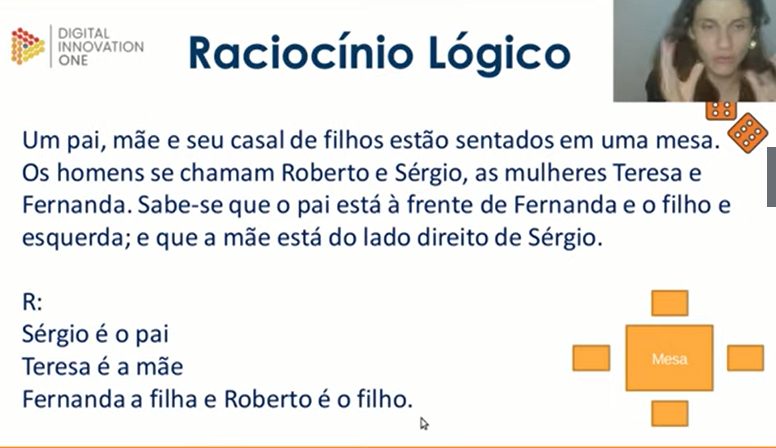 DIGITAL
INNOVATION
ONE
Raciocínio Lógico
Um pai, mãe e seu casal de filhos estão sentados em uma mesa.
Os homens se chamam Roberto e Sérgio, as mulheres Teresa e
Fernanda. Sabe-se que o pai está à frente de Fernanda e o filho e
esquerda; e que a mãe está do lado direito de Sérgio.
R:
Sérgio é o pai
Teresa é a mãe
Fernanda a filha e Roberto é o filho.
Mesa